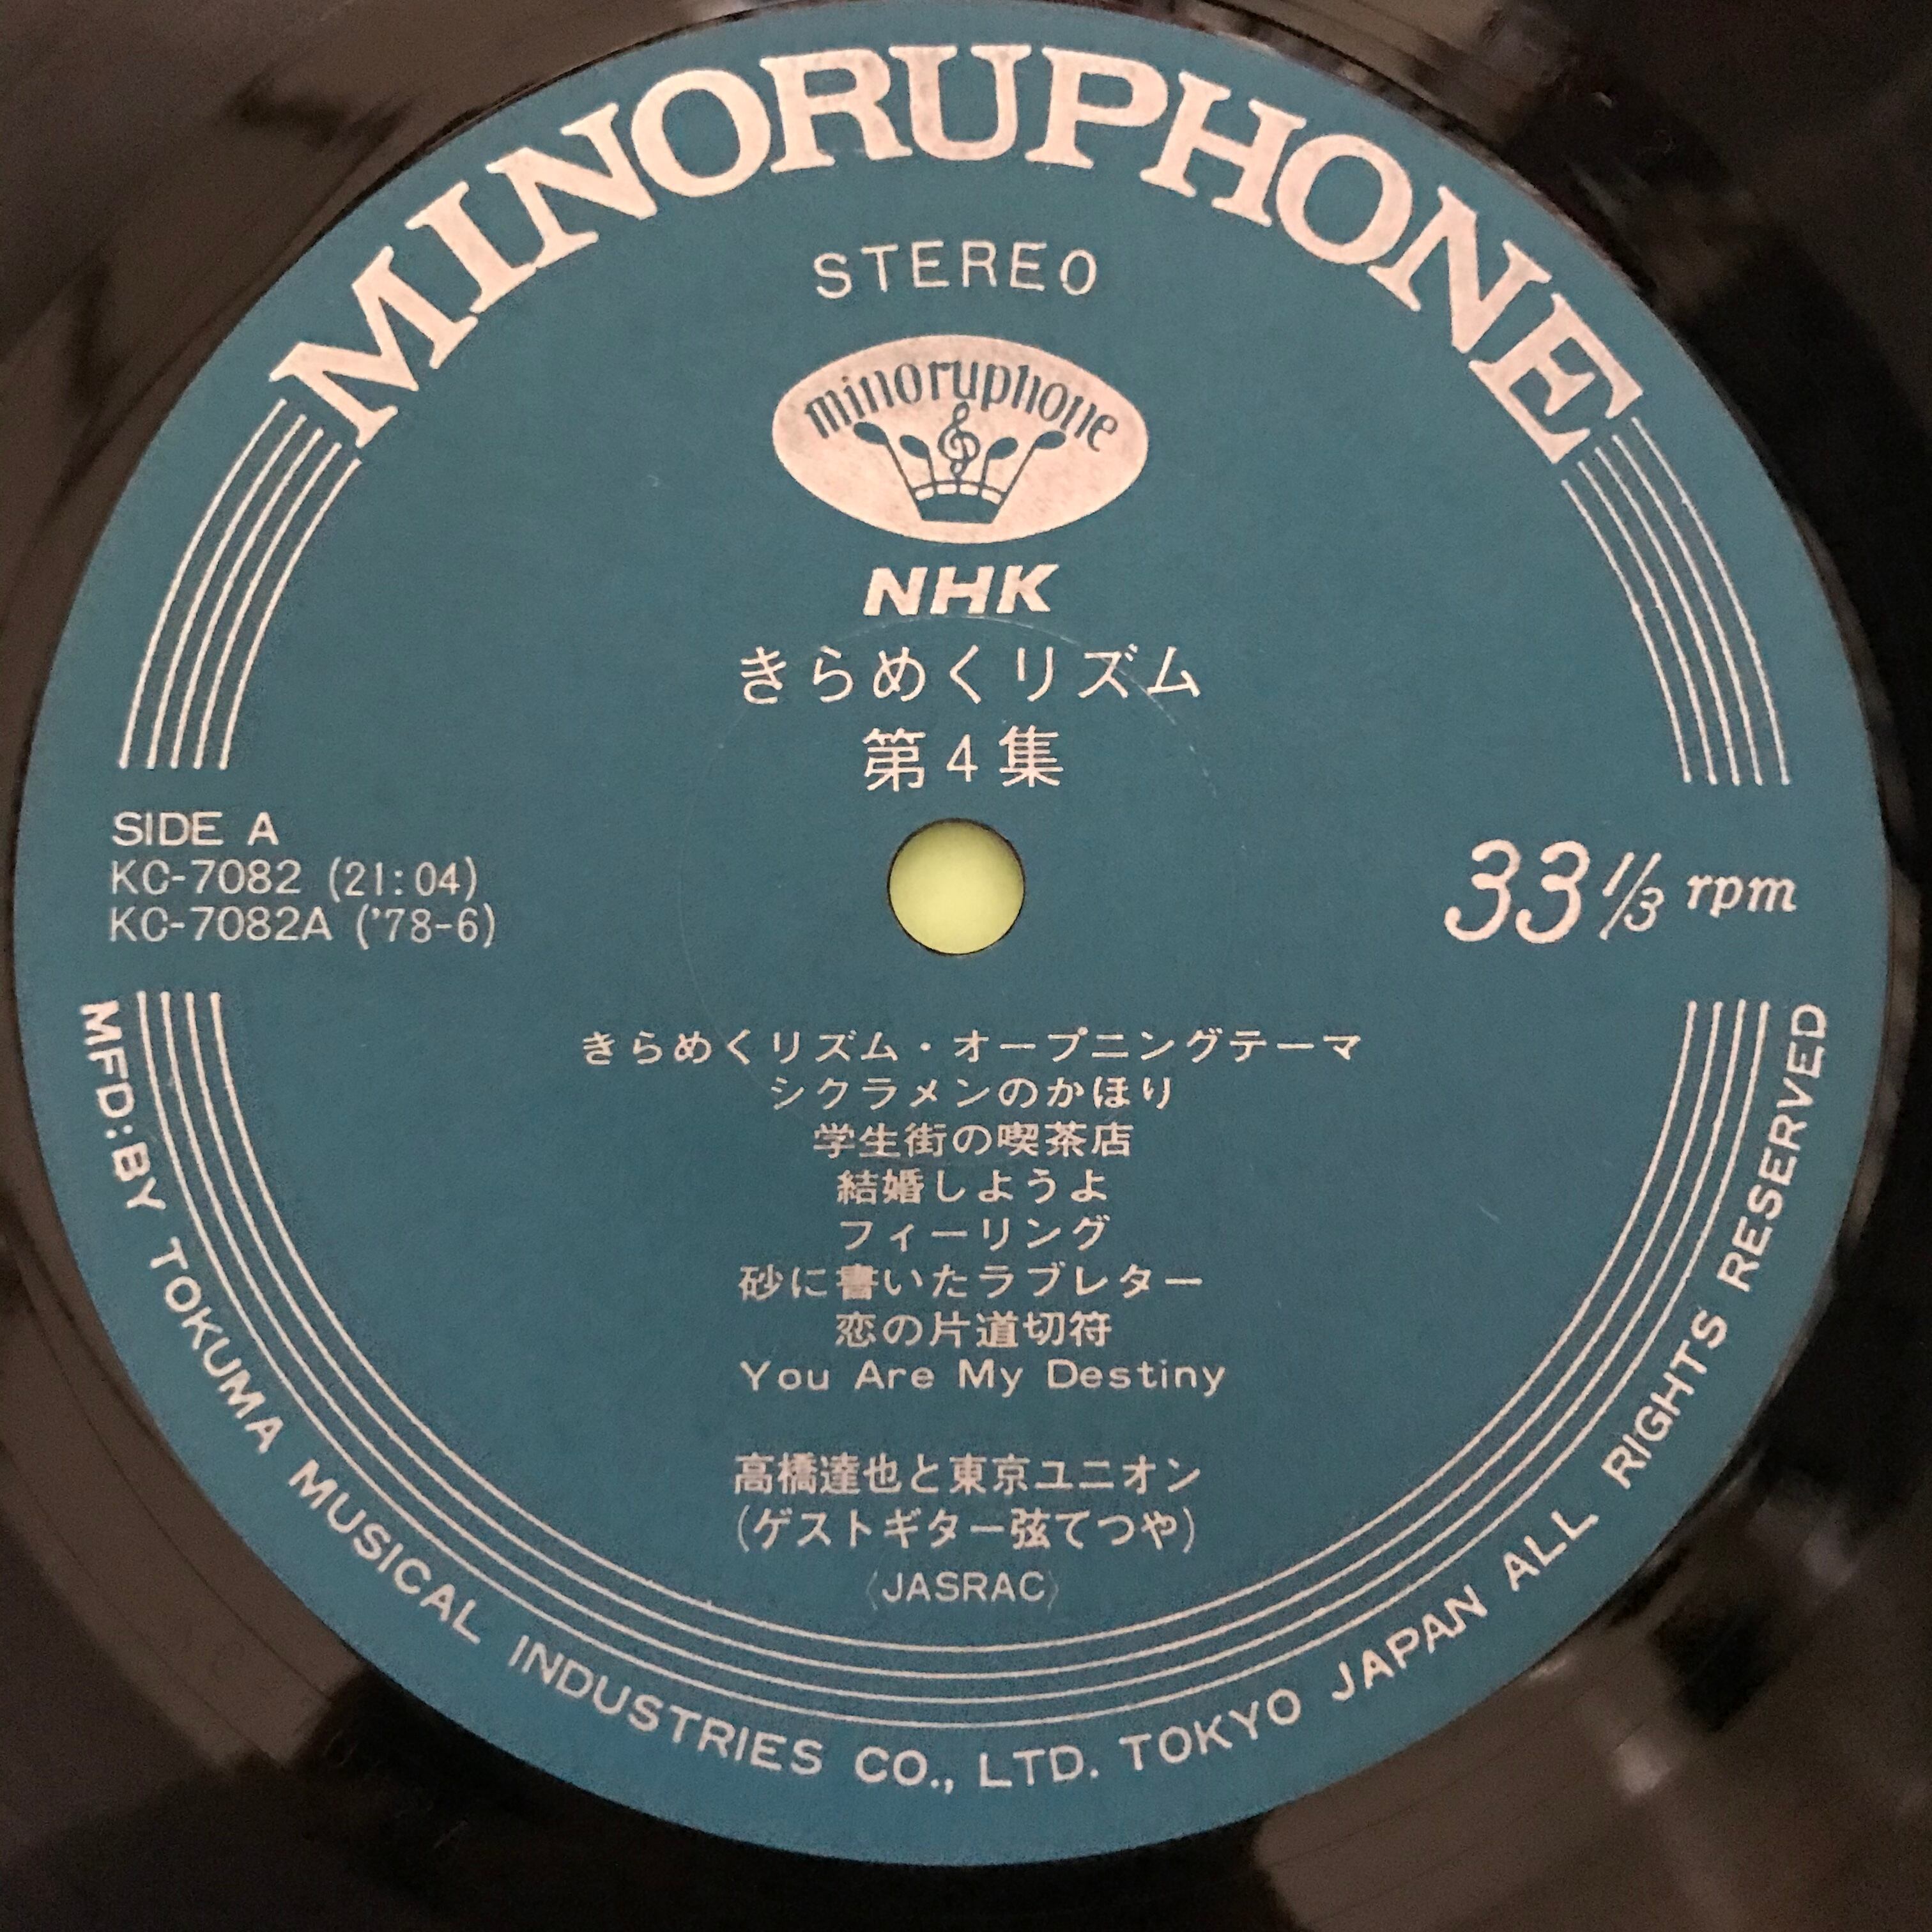 MINORUPHONE
STEREO
minoruphone
NHK
きらめくリズム
第4集
SIDE A
KC-7082 (21:04)
KC-7082A ('78-6)
33 1/3 rpm
きらめくリズム・オープニングテーマ
シクラメンのかほり
学生街の喫茶店
結婚しようよ
フィーリング
砂に書いたラブレター
恋の片道切符
You Are My Destiny
高橋達也と東京ユニオン
(ゲストギター弦てつや)
〈JASRAC〉
MFD:BY TOKUMA MUSICAL INDUSTRIES CO., LTD. TOKYO JAPAN ALL RIGHTS RESERVED